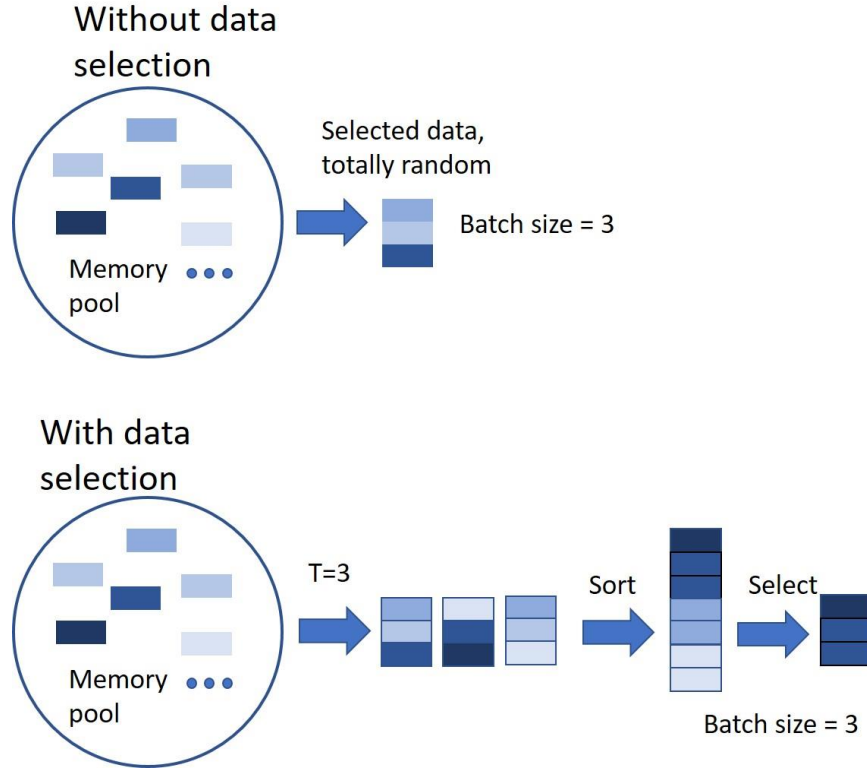 Without data
selection
Selected data,
totally random
Batch size = 3
Memory
pool
With data
selection
T=3
Sort
Select
Memory
pool
Batch size = 3